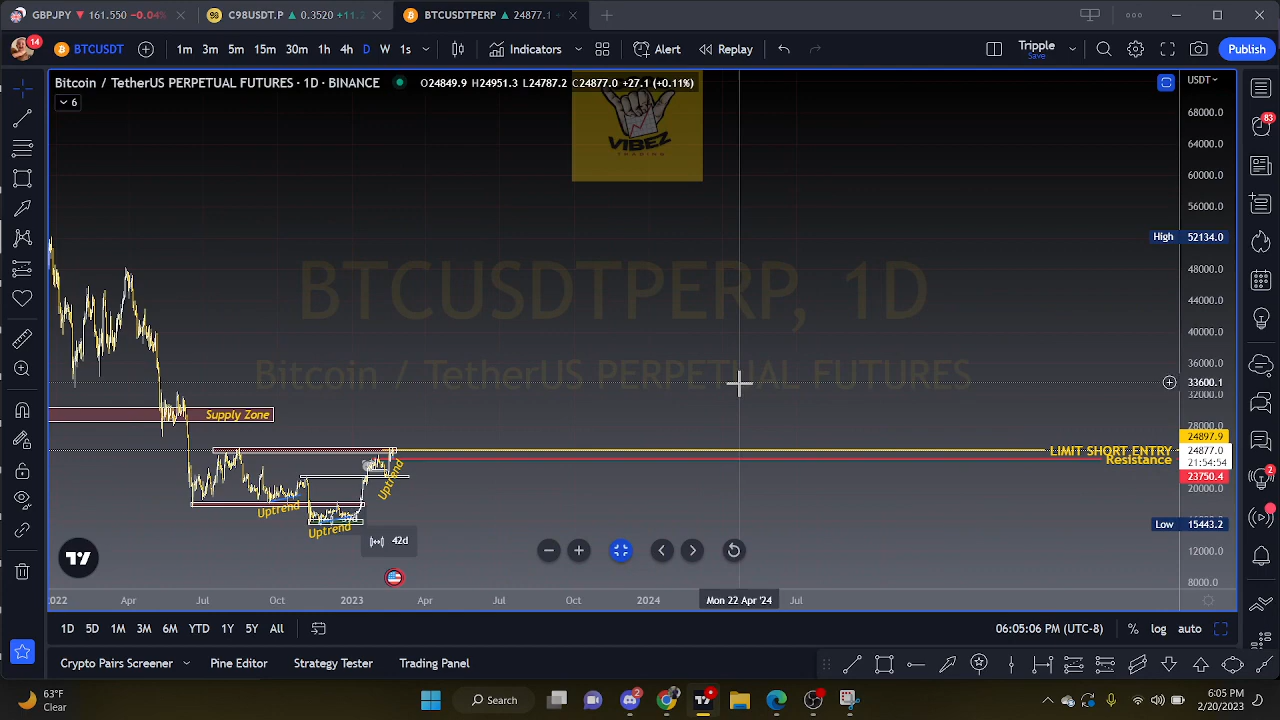 GBPJPY ▲ 161.550 −0.04%
C98USDT.P ▲ 0.3520 +11.
BTCUSDTPERP ▲ 24877.1
14
BTCUSDT
1m 3m 5m 15m 30m 1h 4h D W 1s
Indicators
Alert
Replay
Tripple
Save
Publish
Bitcoin / TetherUS PERPETUAL FUTURES · 1D · BINANCE
O24849.9 H24951.3 L24787.2 C24877.0 +27.1 (+0.11%)
USDT
6
VIBEZ
TRADING
68000.0
64000.0
60000.0
56000.0
High 52134.0
48000.0
44000.0
40000.0
36000.0
33600.1
32000.0
28000.0
24897.9
24877.0
21:54:54
23750.4
20000.0
Low 15443.2
12000.0
8000.0
BTCUSDTPERP, 1D
Bitcoin / TetherUS PERPETUAL FUTURES
Supply Zone
LIMIT SHORT ENTRY
Resistance
Uptrend
Uptrend
Uptrend
42d
2022 Apr Jul Oct 2023 Apr Jul Oct 2024 Mon 22 Apr '24 Jul
1D 5D 1M 3M 6M YTD 1Y 5Y All
06:05:06 PM (UTC-8)
% log auto
Crypto Pairs Screener
Pine Editor
Strategy Tester
Trading Panel
83
2
63°F
Clear
Search
2
6:05 PM
2/20/2023